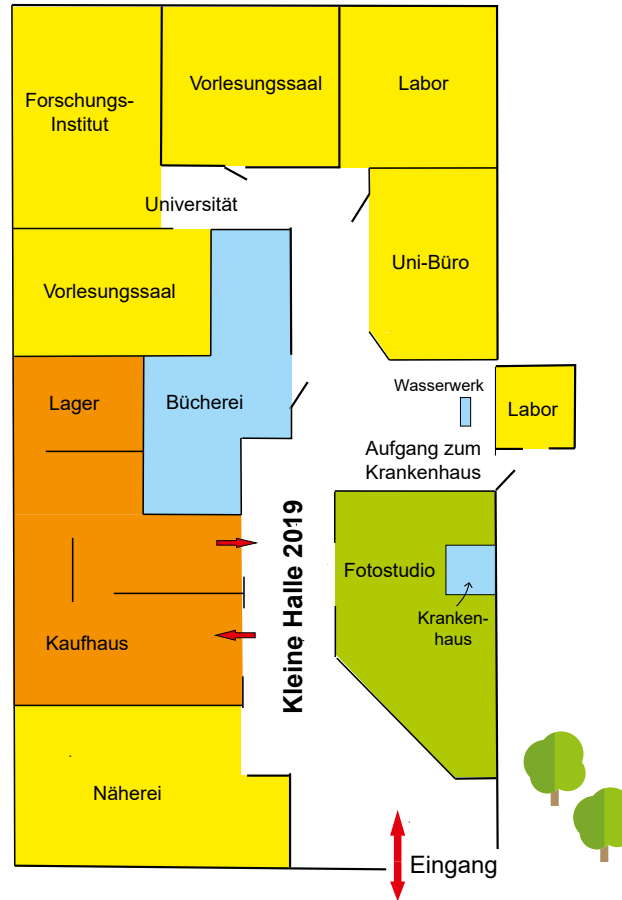 Vorlesungssaal
Labor
Forschungs-
Institut
Universität
Uni-Büro
Vorlesungssaal
Wasserwerk
Lager
Bücherei
Labor
Aufgang zum
Krankenhaus
Kleine Halle 2019
Fotostudio
Kranken-
haus
Kaufhaus
Näherei
Eingang